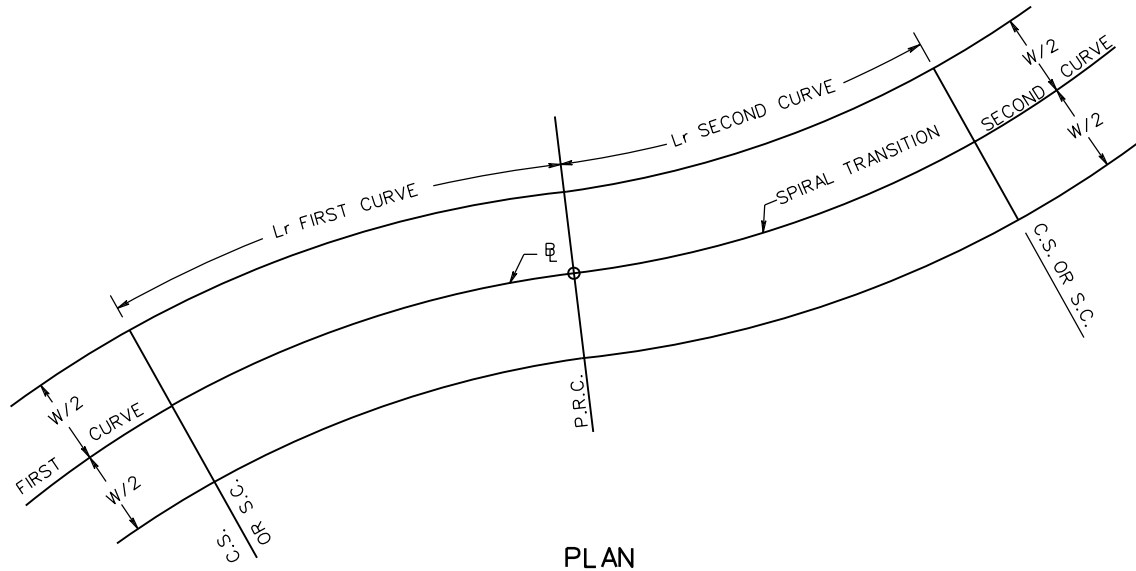 W/2
SECOND CURVE
W/2
Lr SECOND CURVE
SPIRAL TRANSITION
Lr FIRST CURVE
BL
C.S. OR S.C.
P.R.C.
W/2
FIRST CURVE
W/2
C.S.
OR S.C.
PLAN